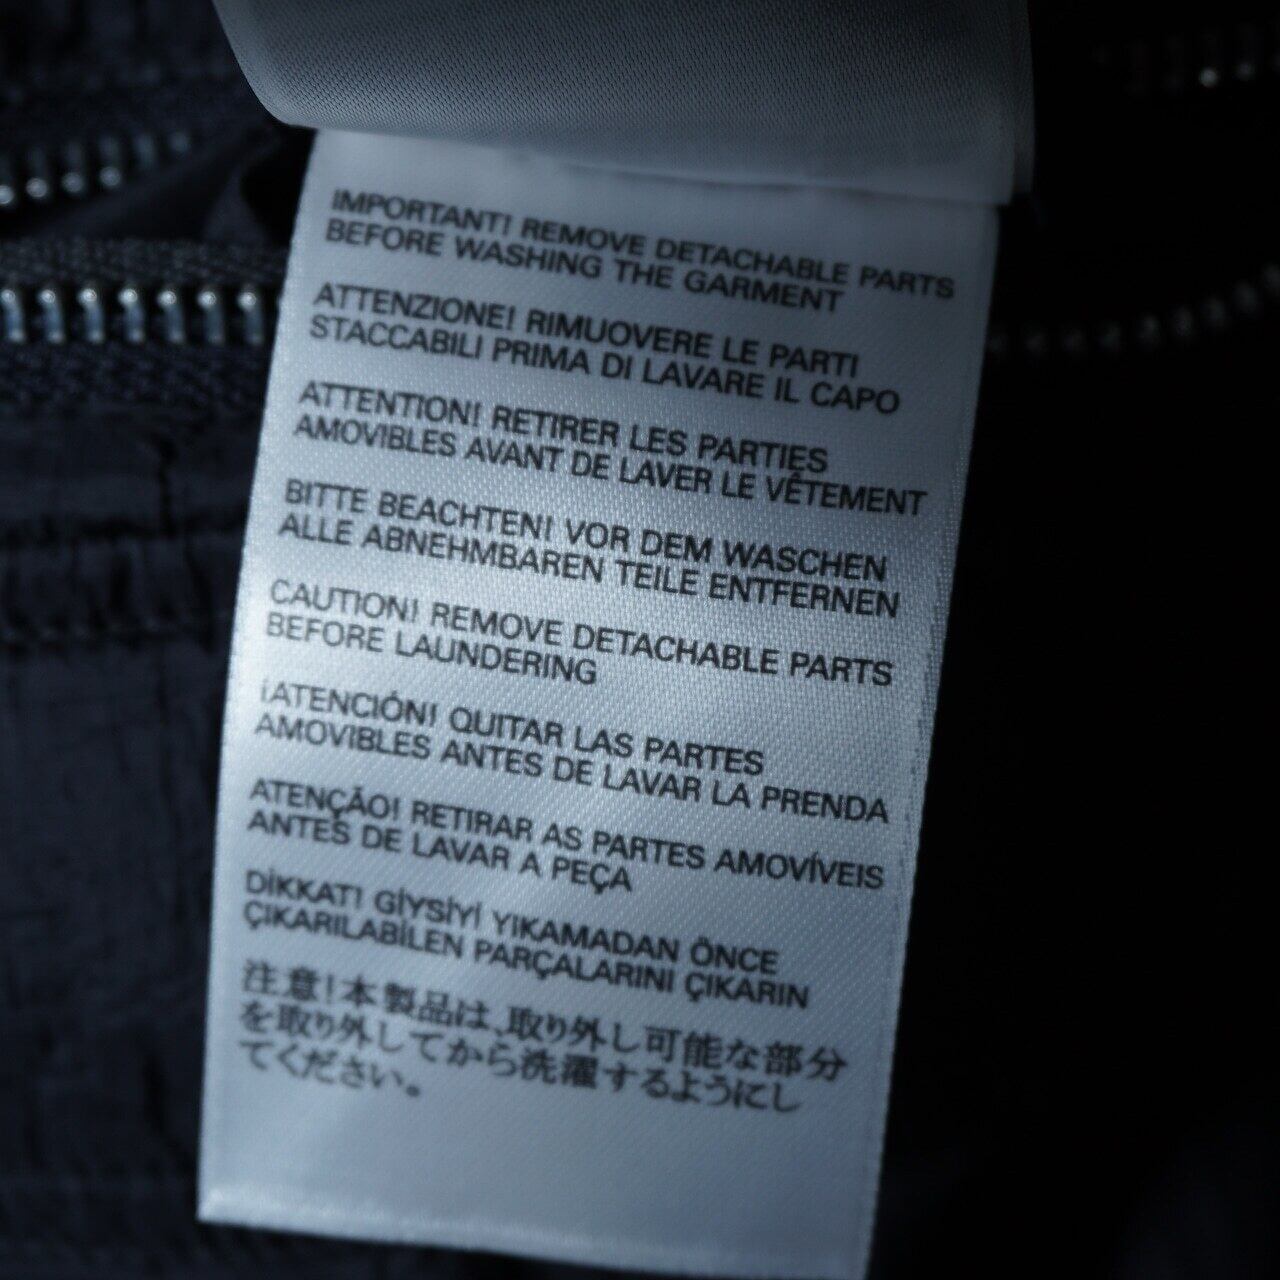 IMPORTANT! REMOVE DETACHABLE PARTS
BEFORE WASHING THE GARMENT
ATTENZIONE! RIMUOVERE LE PARTI
STACCABILI PRIMA DI LAVARE IL CAPO
ATTENTION! RETIRER LES PARTIES
AMOVIBLES AVANT DE LAVER LE VÊTEMENT
BITTE BEACHTEN! VOR DEM WASCHEN
ALLE ABNEHMBAREN TEILE ENTFERNEN
CAUTION! REMOVE DETACHABLE PARTS
BEFORE LAUNDERING
¡ATENCIÓN! QUITAR LAS PARTES
AMOVIBLES ANTES DE LAVAR LA PRENDA
ATENÇÃO! RETIRAR AS PARTES AMOVÍVEIS
ANTES DE LAVAR A PEÇA
DİKKAT! GİYSİYİ YIKAMADAN ÖNCE
ÇIKARILABİLEN PARÇALARINI ÇIKARIN
注意!本製品は、取り外し可能な部分
を取り外してから洗濯するようにし
てください。